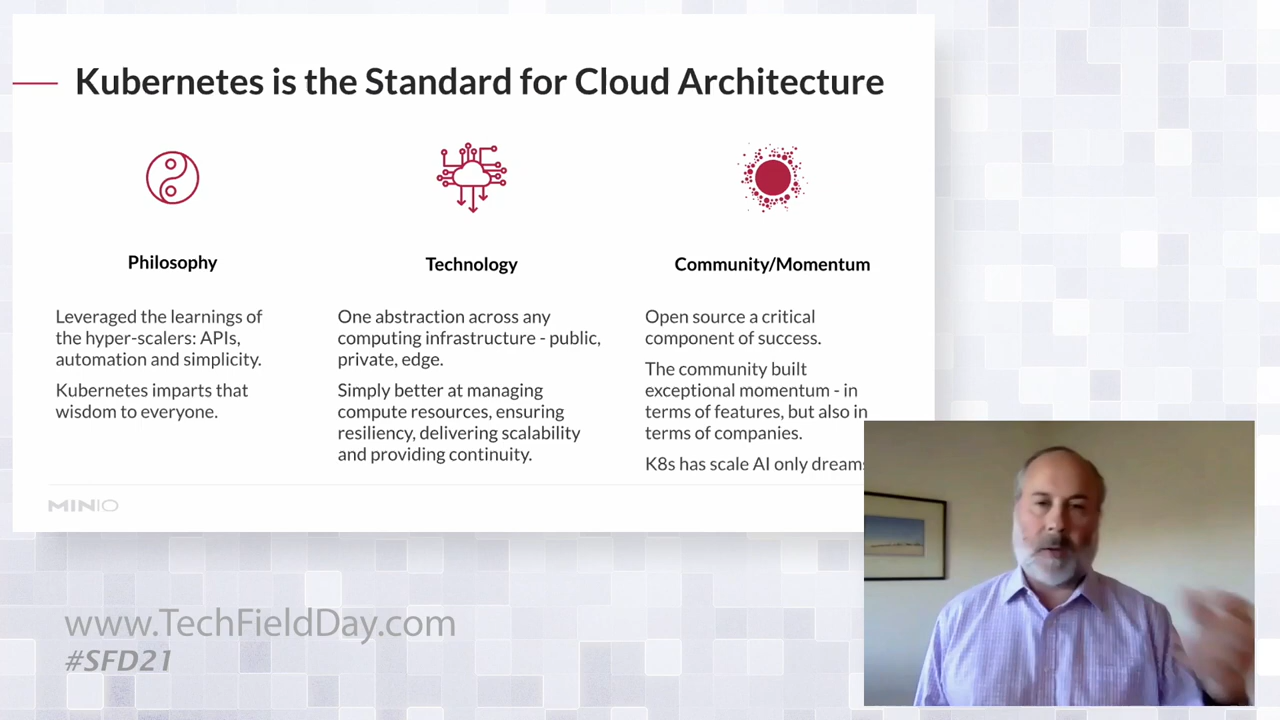 Kubernetes is the Standard for Cloud Architecture
Philosophy
Leveraged the learnings of
the hyper-scalers: APIs,
automation and simplicity.
Kubernetes imparts that
wisdom to everyone.
Technology
One abstraction across any
computing infrastructure - public,
private, edge.
Simply better at managing
compute resources, ensuring
resiliency, delivering scalability
and providing continuity.
Community/Momentum
Open source a critical
component of success.
The community built
exceptional momentum - in
terms of features, but also in
terms of companies.
K8s has scale AI only dream
MINIO
www.TechFieldDay.com
#SFD21